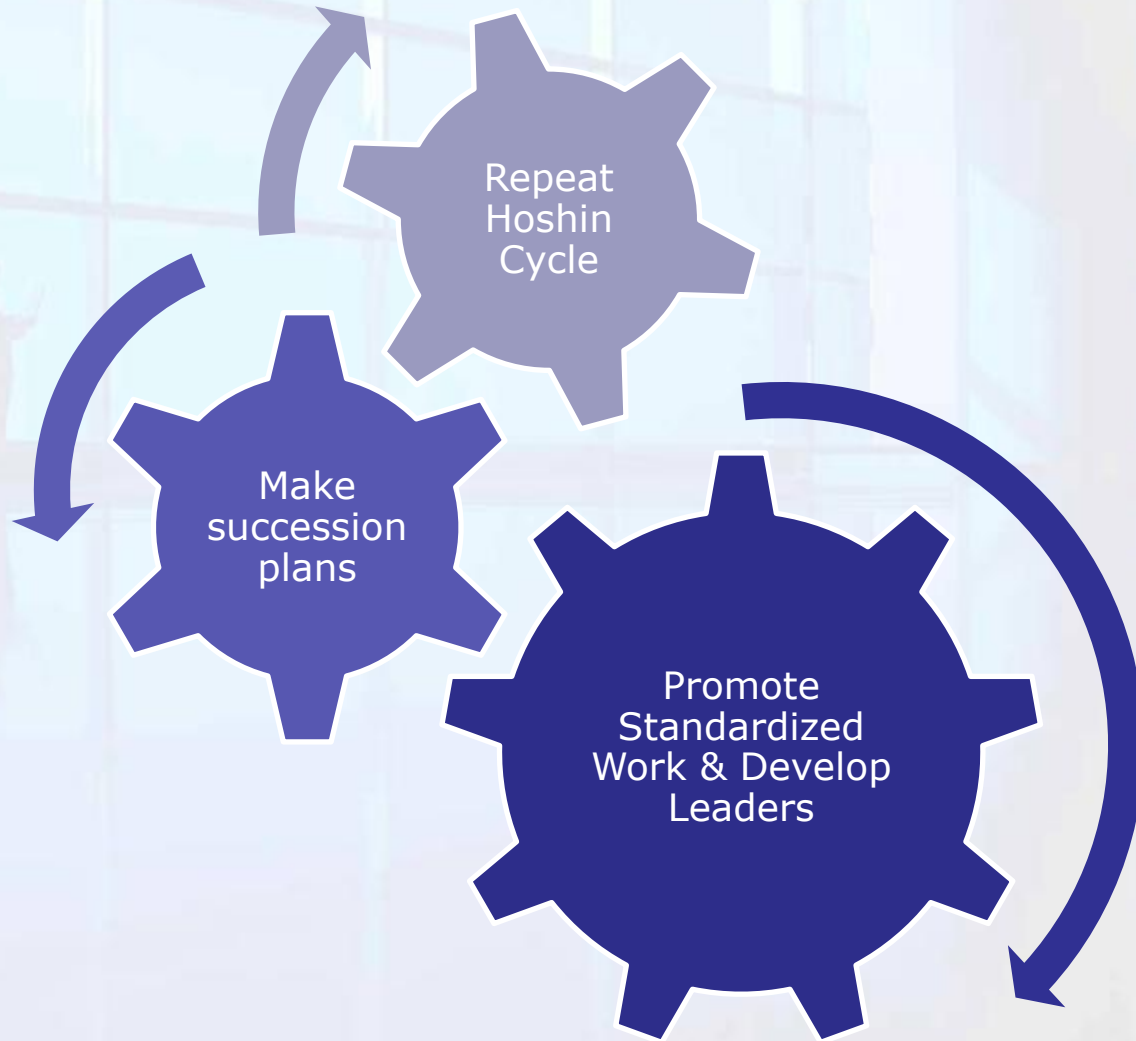 Repeat
Hoshin
Cycle
Make
succession
plans
Promote
Standardized
Work & Develop
Leaders